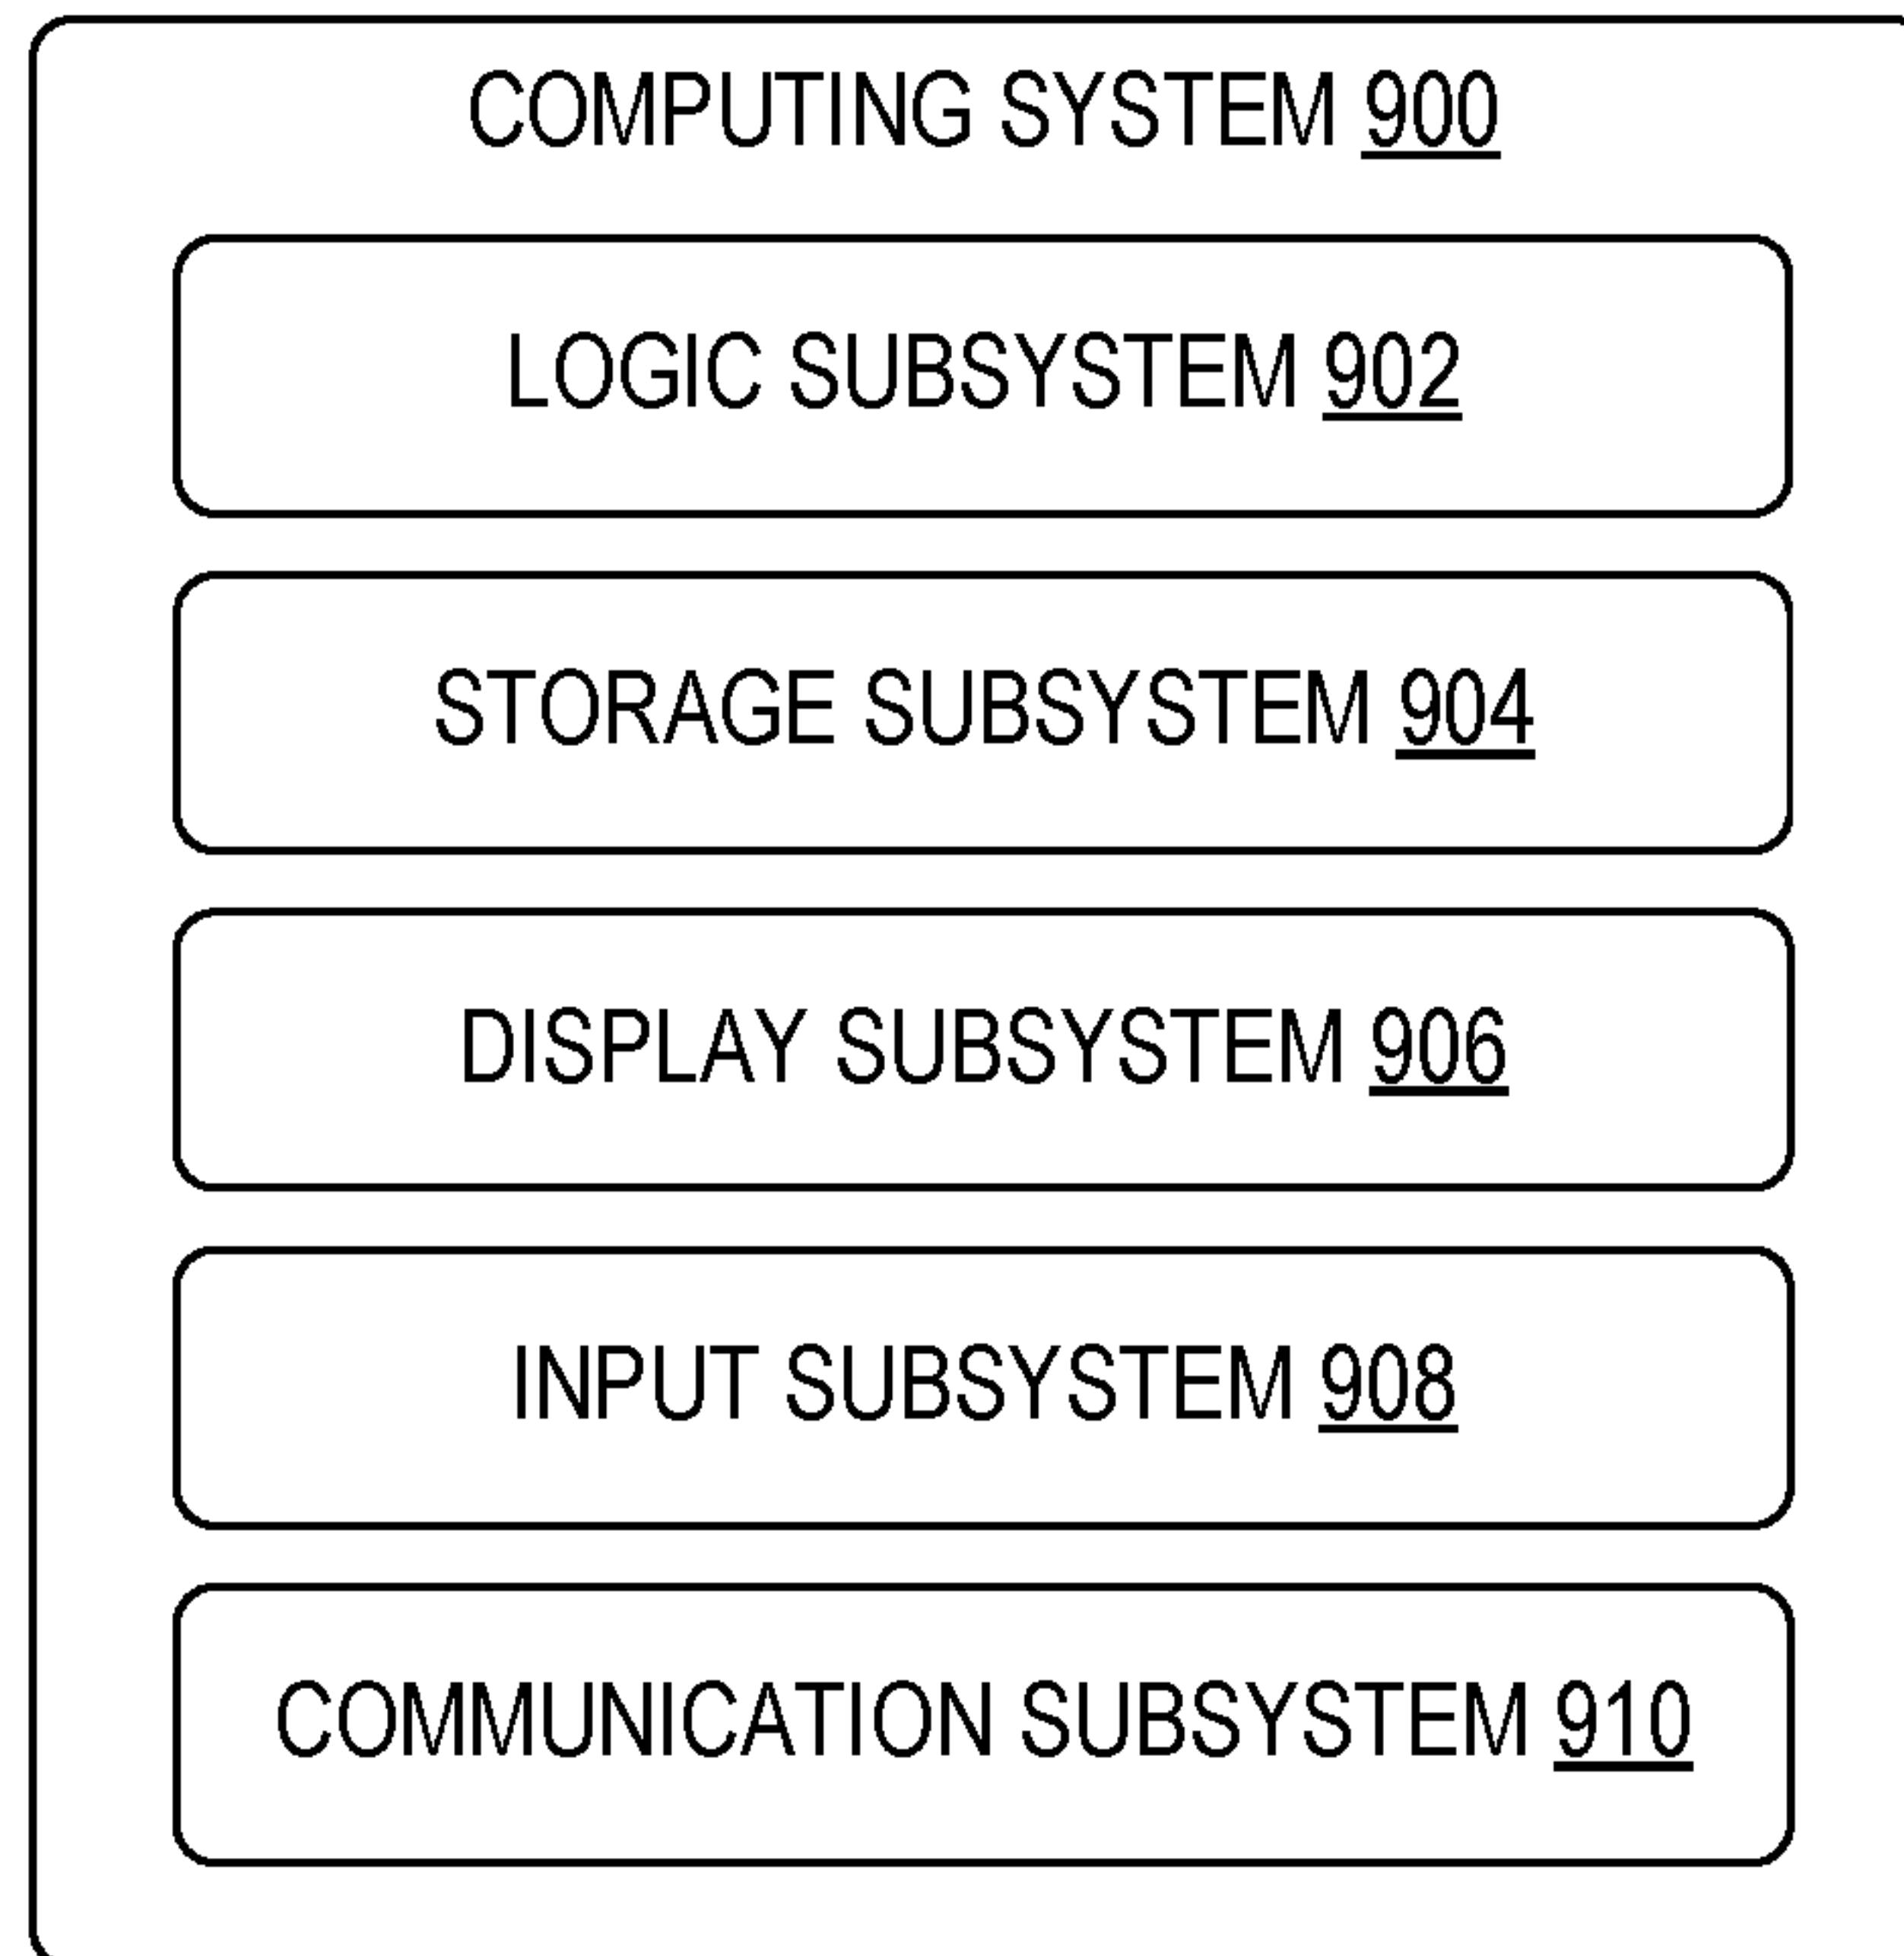 COMPUTING SYSTEM 900
LOGIC SUBSYSTEM 902
STORAGE SUBSYSTEM 904
DISPLAY SUBSYSTEM 906
INPUT SUBSYSTEM 908
COMMUNICATION SUBSYSTEM 910